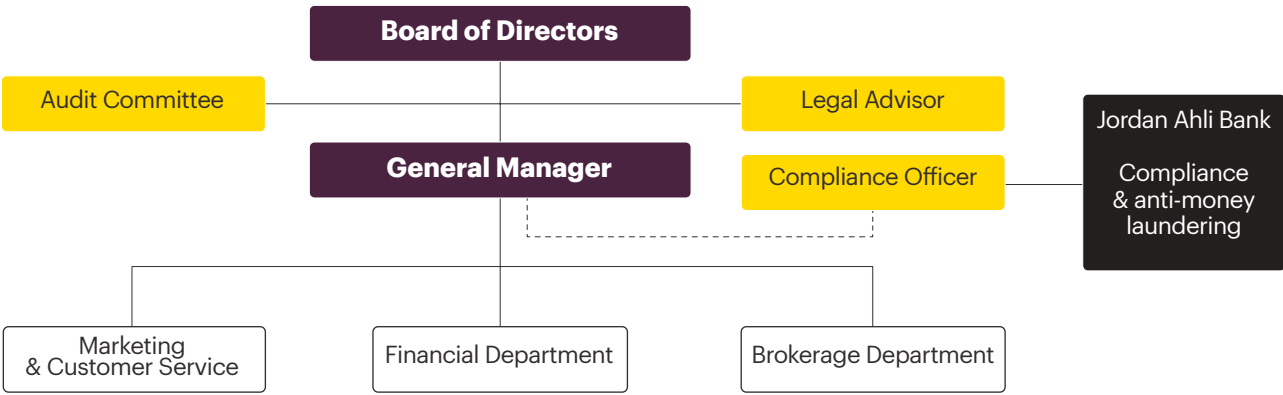 Board of Directors
Audit Committee
Legal Advisor
General Manager
Compliance Officer
Jordan Ahli Bank
Compliance
& anti-money
laundering
Marketing
& Customer Service
Financial Department
Brokerage Department